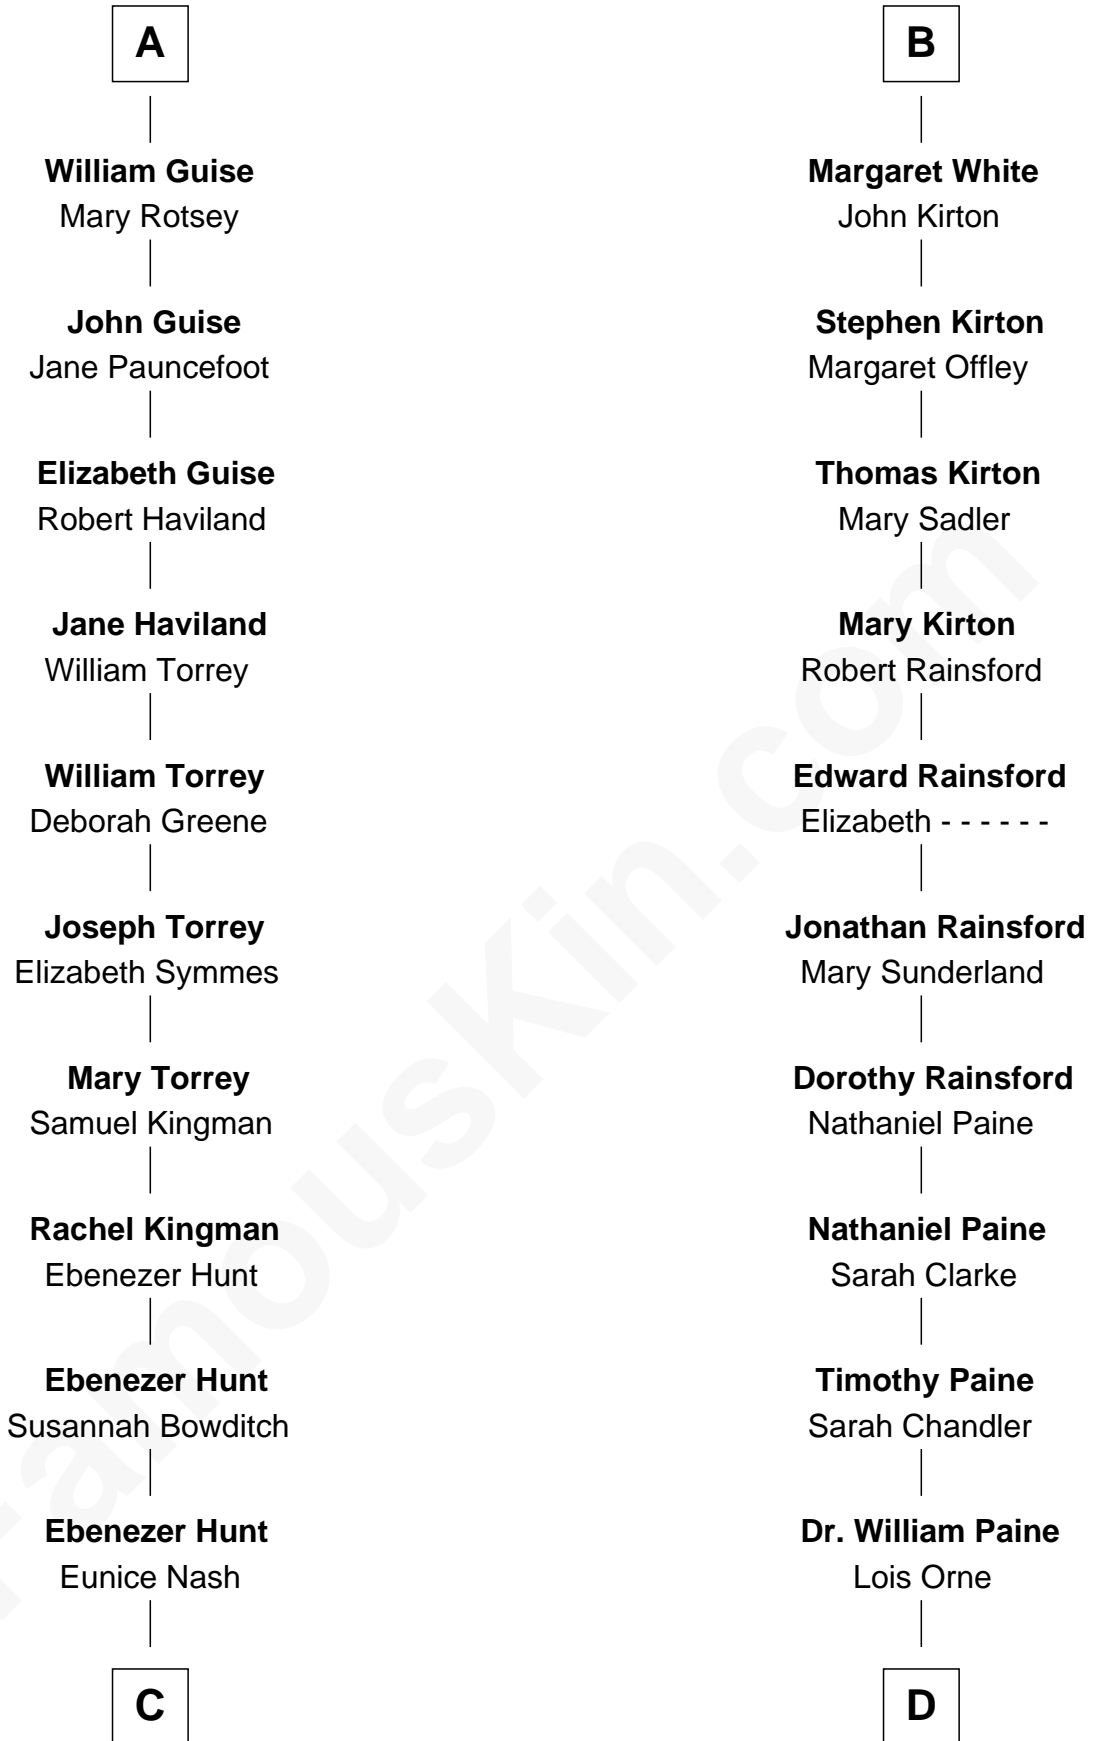 A
William Guise
Mary Rotsey
John Guise
Jane Pauncefoot
Elizabeth Guise
Robert Haviland
Jane Haviland
William Torrey
William Torrey
Deborah Greene
Joseph Torrey
Elizabeth Symmes
Mary Torrey
Samuel Kingman
Rachel Kingman
Ebenezer Hunt
Ebenezer Hunt
Susannah Bowditch
Ebenezer Hunt
Eunice Nash
C
B
Margaret White
John Kirton
Stephen Kirton
Margaret Offley
Thomas Kirton
Mary Sadler
Mary Kirton
Robert Rainsford
Edward Rainsford
Elizabeth - - - - - -
Jonathan Rainsford
Mary Sunderland
Dorothy Rainsford
Nathaniel Paine
Nathaniel Paine
Sarah Clarke
Timothy Paine
Sarah Chandler
Dr. William Paine
Lois Orne
D
FamousKin.com